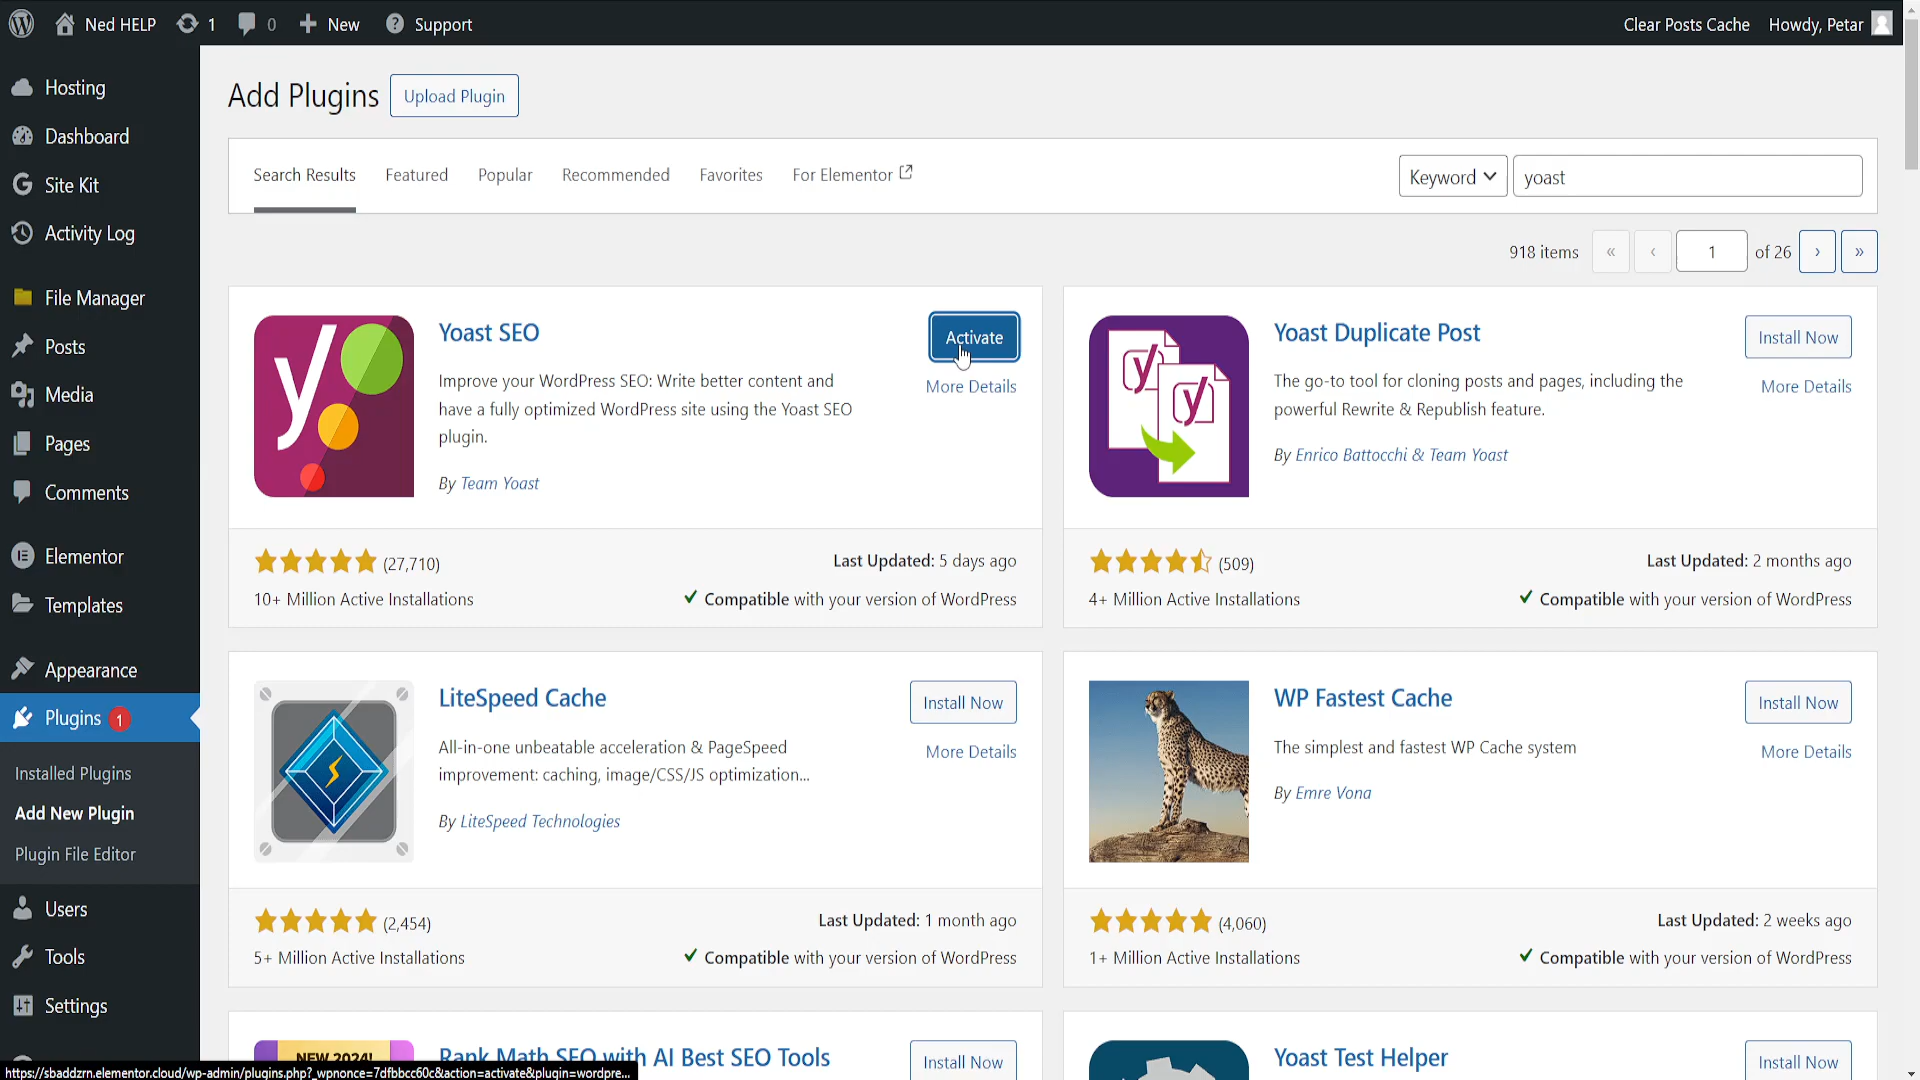 Ned HELP
1
0
New
Support
Clear Posts Cache
Howdy, Petar
Hosting
Dashboard
Site Kit
Activity Log
File Manager
Posts
Media
Pages
Comments
Elementor
Templates
Appearance
Plugins 1
Installed Plugins
Add New Plugin
Plugin File Editor
Users
Tools
Settings
Add Plugins
Upload Plugin
Search Results
Featured
Popular
Recommended
Favorites
For Elementor
Keyword
yoast
918 items « ‹ 1 of 26 › »
Yoast SEO
Activate
More Details
Improve your WordPress SEO: Write better content and
have a fully optimized WordPress site using the Yoast SEO
plugin.
By Team Yoast
(27,710)
Last Updated: 5 days ago
10+ Million Active Installations
Compatible with your version of WordPress
Yoast Duplicate Post
Install Now
More Details
The go-to tool for cloning posts and pages, including the
powerful Rewrite & Republish feature.
By Enrico Battocchi & Team Yoast
(509)
Last Updated: 2 months ago
4+ Million Active Installations
Compatible with your version of WordPress
LiteSpeed Cache
Install Now
More Details
All-in-one unbeatable acceleration & PageSpeed
improvement: caching, image/CSS/JS optimization...
By LiteSpeed Technologies
(2,454)
Last Updated: 1 month ago
5+ Million Active Installations
Compatible with your version of WordPress
WP Fastest Cache
Install Now
More Details
The simplest and fastest WP Cache system
By Emre Vona
(4,060)
Last Updated: 2 weeks ago
1+ Million Active Installations
Compatible with your version of WordPress
NEW 2024!
Rank Math SEO with AI Best SEO Tools
Install Now
Yoast Test Helper
Install Now
https://sbaddzrn.elementor.cloud/wp-admin/plugins.php?_wpnonce=7dfbbcc60c&action=activate&plugin=wordpre...